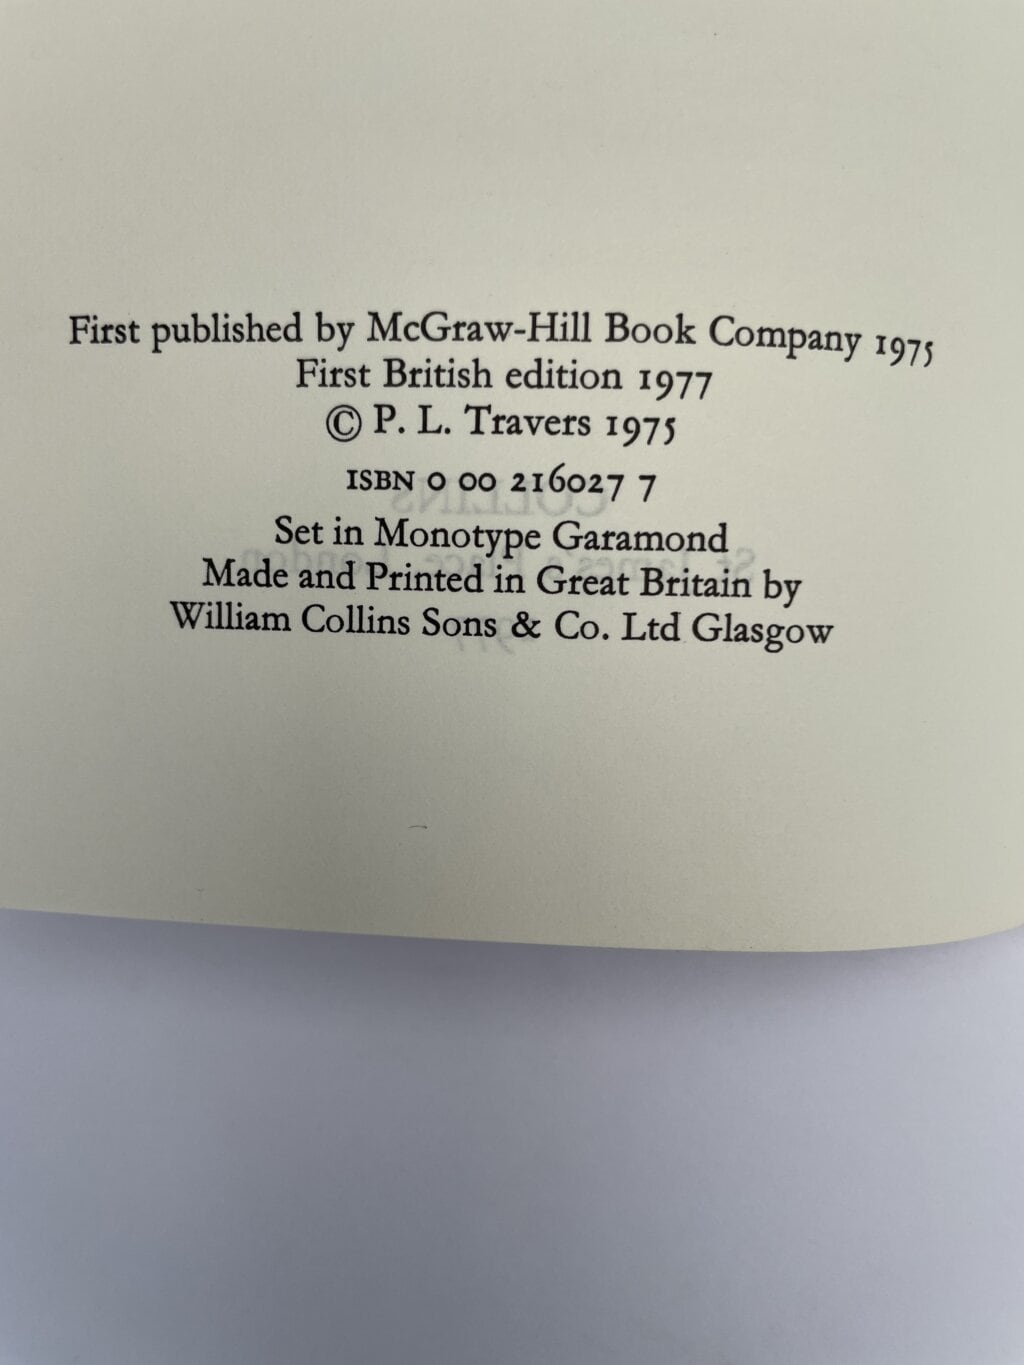 First published by McGraw-Hill Book Company 1975
First British edition 1977
© P. L. Travers 1975
ISBN 0 00 216027 7
Set in Monotype Garamond
Made and Printed in Great Britain by
William Collins Sons & Co. Ltd Glasgow